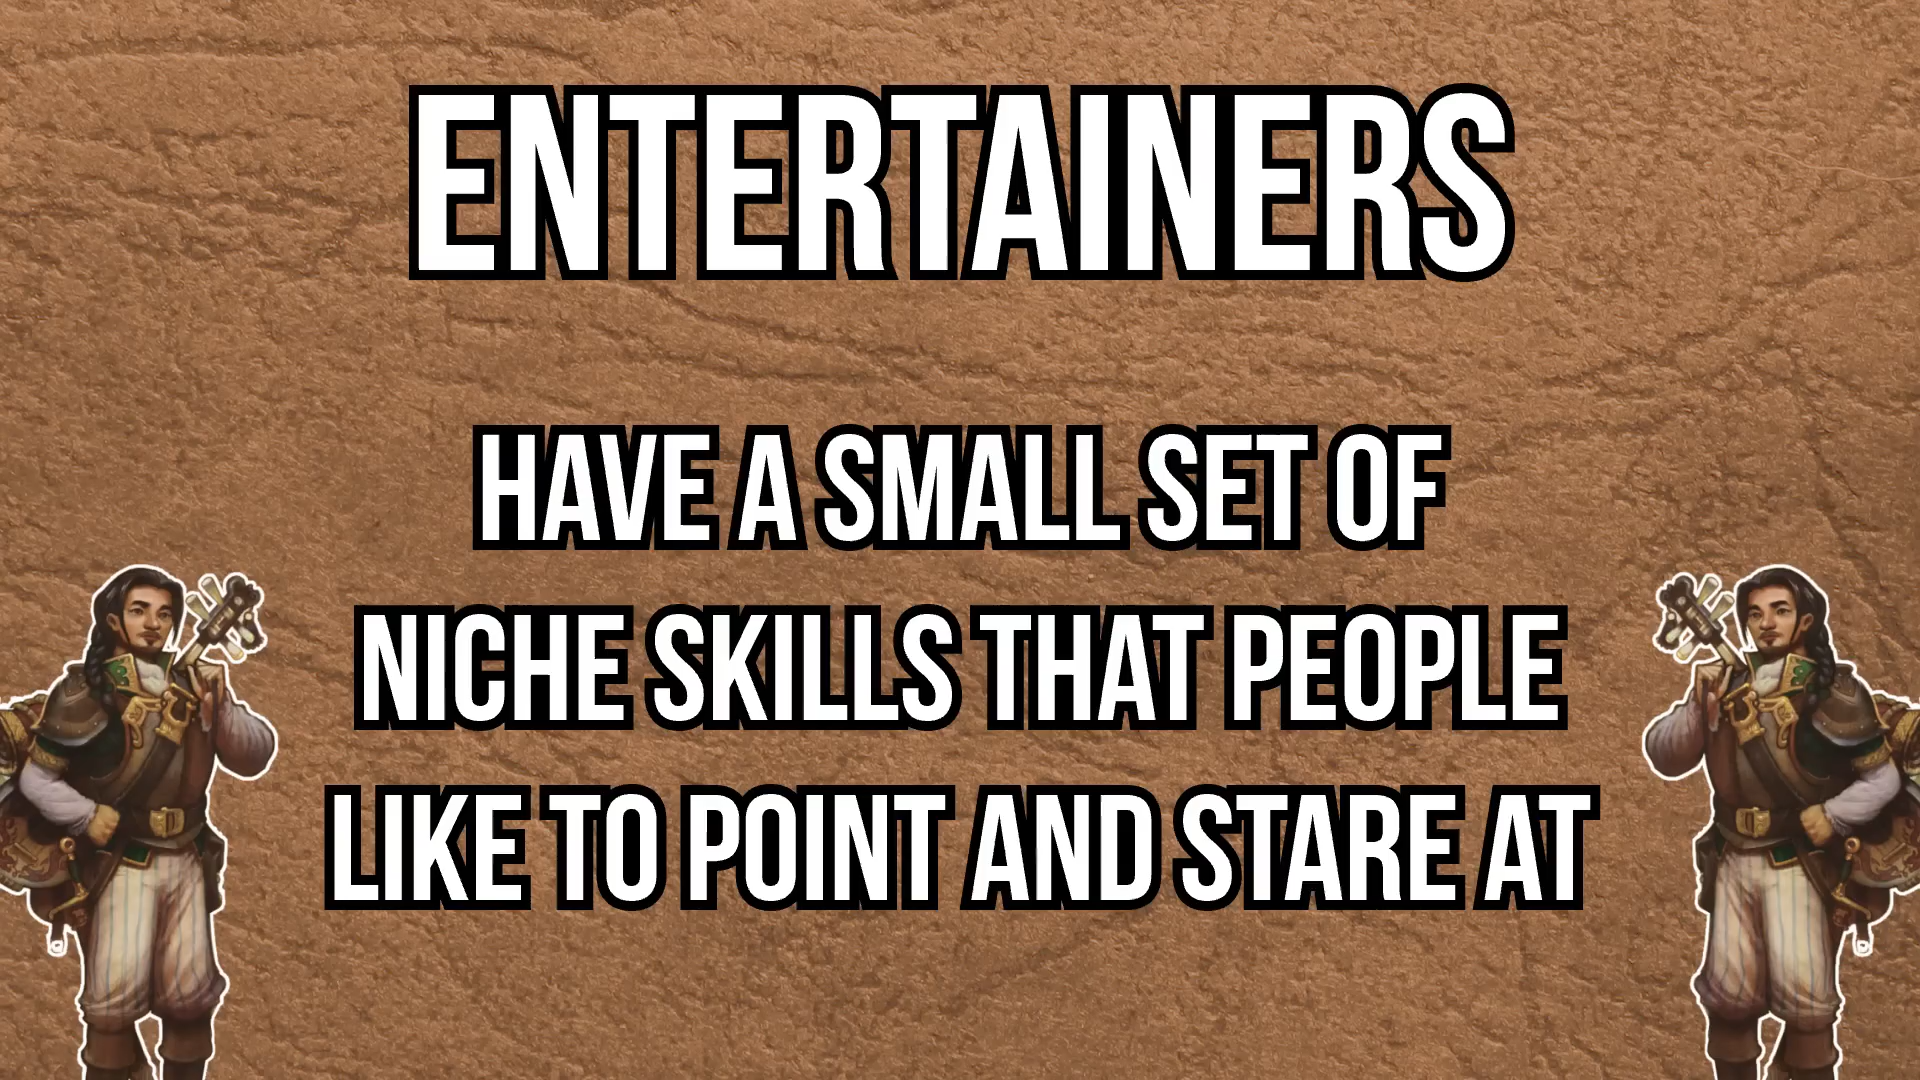 ENTERTAINERS
HAVE A SMALL SET OF
NICHE SKILLS THAT PEOPLE
LIKE TO POINT AND STARE AT